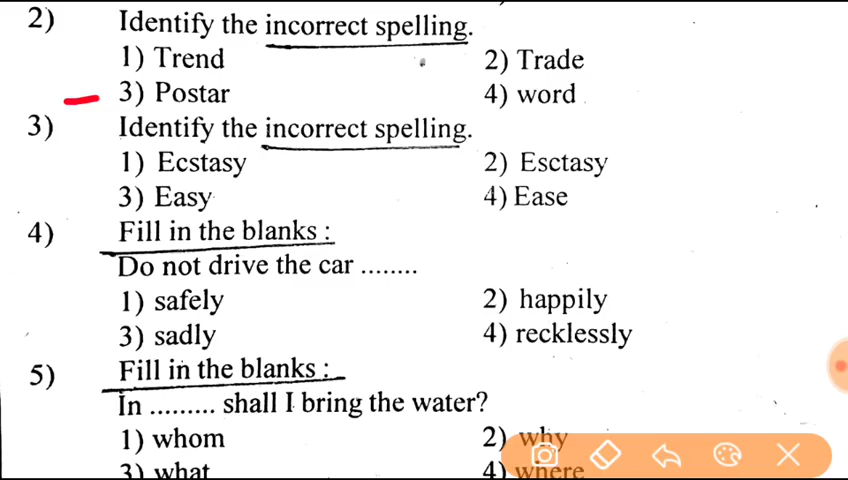 2) Identify the incorrect spelling.
1) Trend 2) Trade
3) Postar 4) word
3) Identify the incorrect spelling.
1) Ecstasy 2) Esctasy
3) Easy 4) Ease
4) Fill in the blanks :
Do not drive the car ........
1) safely 2) happily
3) sadly 4) recklessly
5) Fill in the blanks :
In ......... shall I bring the water?
1) whom 2) why
3) what 4) where